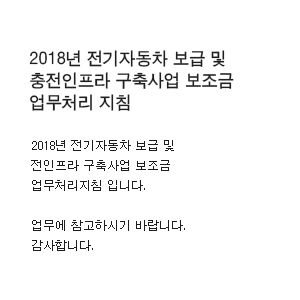 2018년 전기자동차 보급 및
충전인프라 구축사업 보조금
업무처리 지침
2018년 전기자동차 보급 및
전인프라 구축사업 보조금
업무처리지침 입니다.
업무에 참고하시기 바랍니다.
감사합니다.